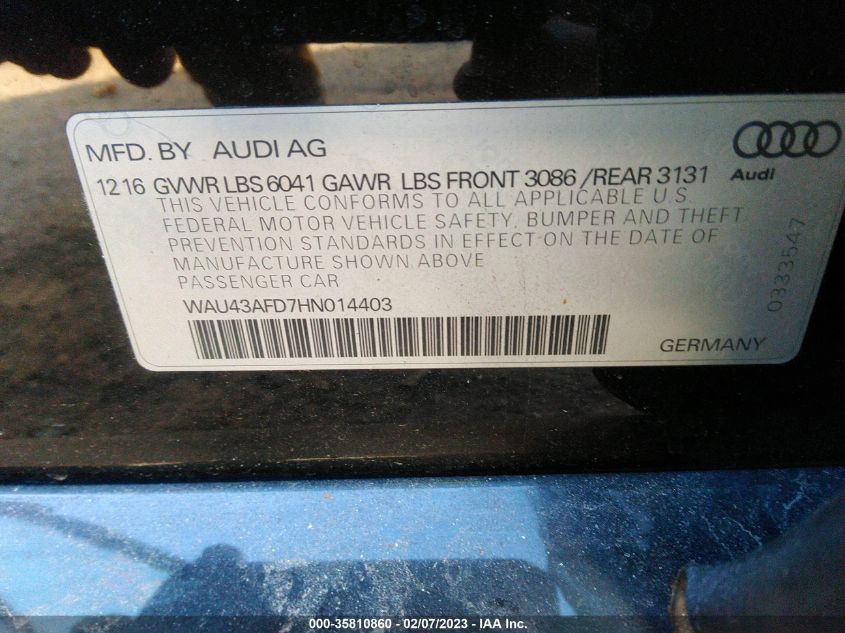 MFD. BY AUDI AG
Audi
1216 GVWR LBS 6041 GAWR LBS FRONT 3086 /REAR 3131
THIS VEHICLE CONFORMS TO ALL APPLICABLE U.S
FEDERAL MOTOR VEHICLE SAFETY, BUMPER AND THEFT
PREVENTION STANDARDS IN EFFECT ON THE DATE OF
MANUFACTURE SHOWN ABOVE
PASSENGER CAR
WAU43AFD7HN014403
GERMANY
0333547
000-35810860 - 02/07/2023 - IAA Inc.